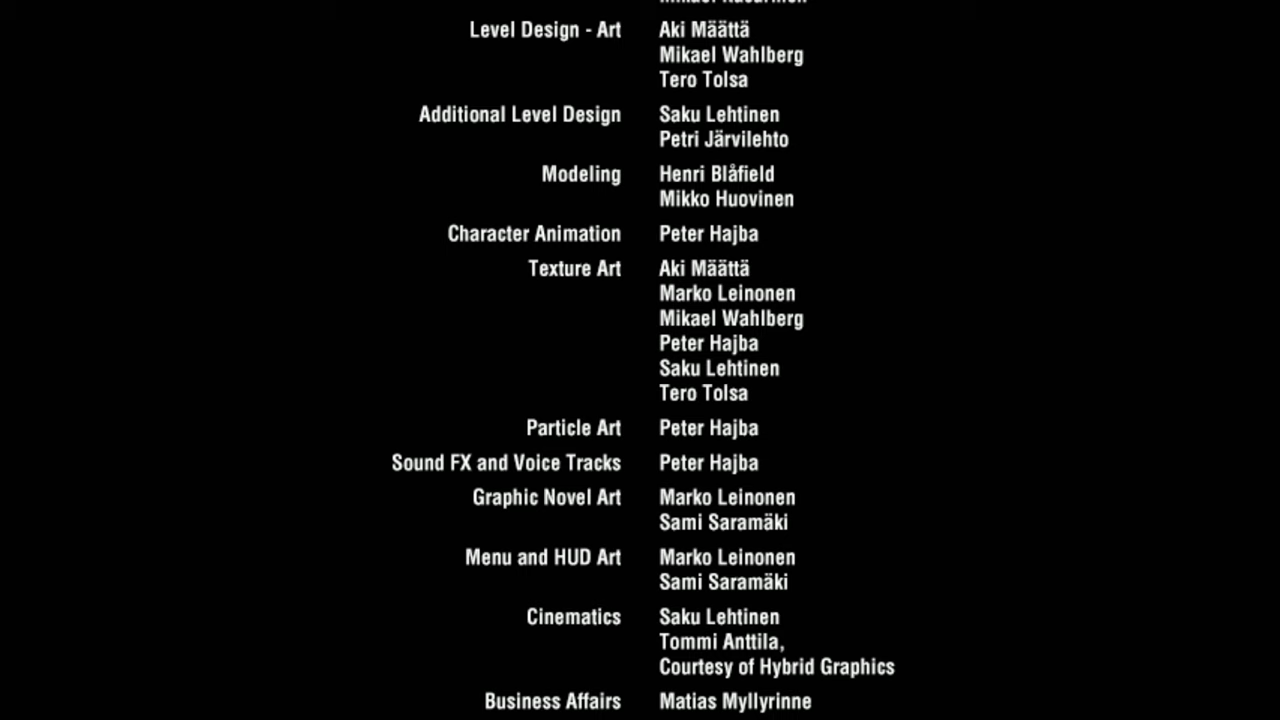 Level Design - Art Aki Määttä
Mikael Wahlberg
Tero Tolsa
Additional Level Design Saku Lehtinen
Petri Järvilehto
Modeling Henri Blåfield
Mikko Huovinen
Character Animation Peter Hajba
Texture Art Aki Määttä
Marko Leinonen
Mikael Wahlberg
Peter Hajba
Saku Lehtinen
Tero Tolsa
Particle Art Peter Hajba
Sound FX and Voice Tracks Peter Hajba
Graphic Novel Art Marko Leinonen
Sami Saramäki
Menu and HUD Art Marko Leinonen
Sami Saramäki
Cinematics Saku Lehtinen
Tommi Anttila,
Courtesy of Hybrid Graphics
Business Affairs Matias Myllyrinne